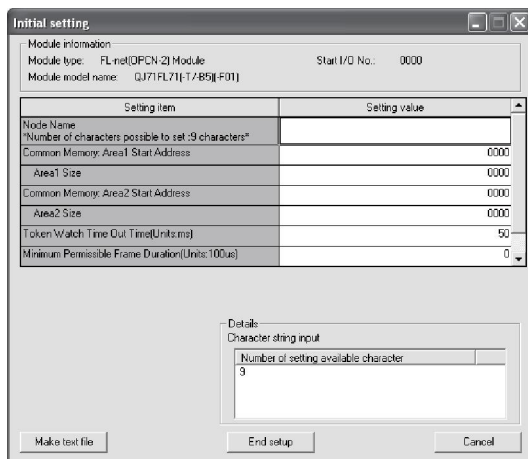 Initial setting
Module information
Module type: FL-net(OPCN-2) Module Start I/O No.: 0000
Module model name: QJ71FL71(-T/-B5)(-F01)
Setting item Setting value
Node Name
*Number of characters possible to set :9 characters*
Common Memory: Area1 Start Address 0000
Area1 Size 0000
Common Memory: Area2 Start Address 0000
Area2 Size 0000
Token Watch Time Out Time(Units:ms) 50
Minimum Permissible Frame Duration(Units:100us) 0
Details
Character string input
Number of setting available character
9
Make text file End setup Cancel